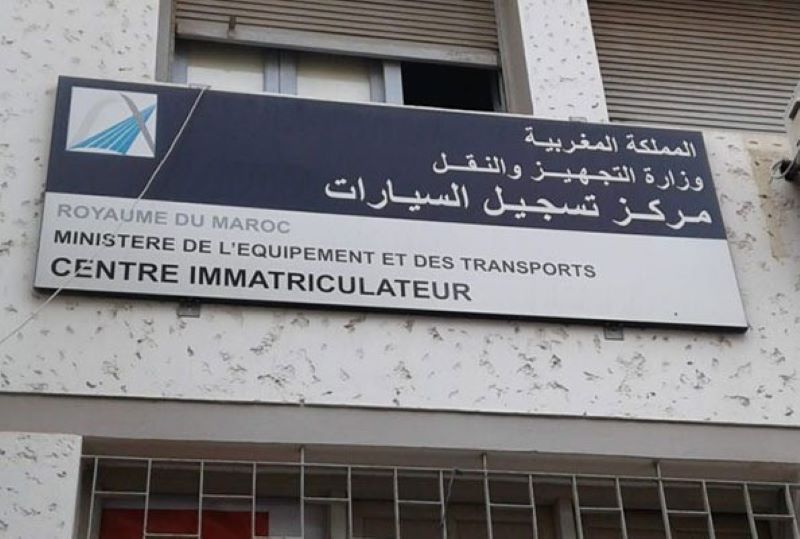 المملكة المغربية
وزارة التجهيز والنقل
مركز تسجيل السيارات
ROYAUME DU MAROC
MINISTERE DE L'EQUIPEMENT ET DES TRANSPORTS
CENTRE IMMATRICULATEUR